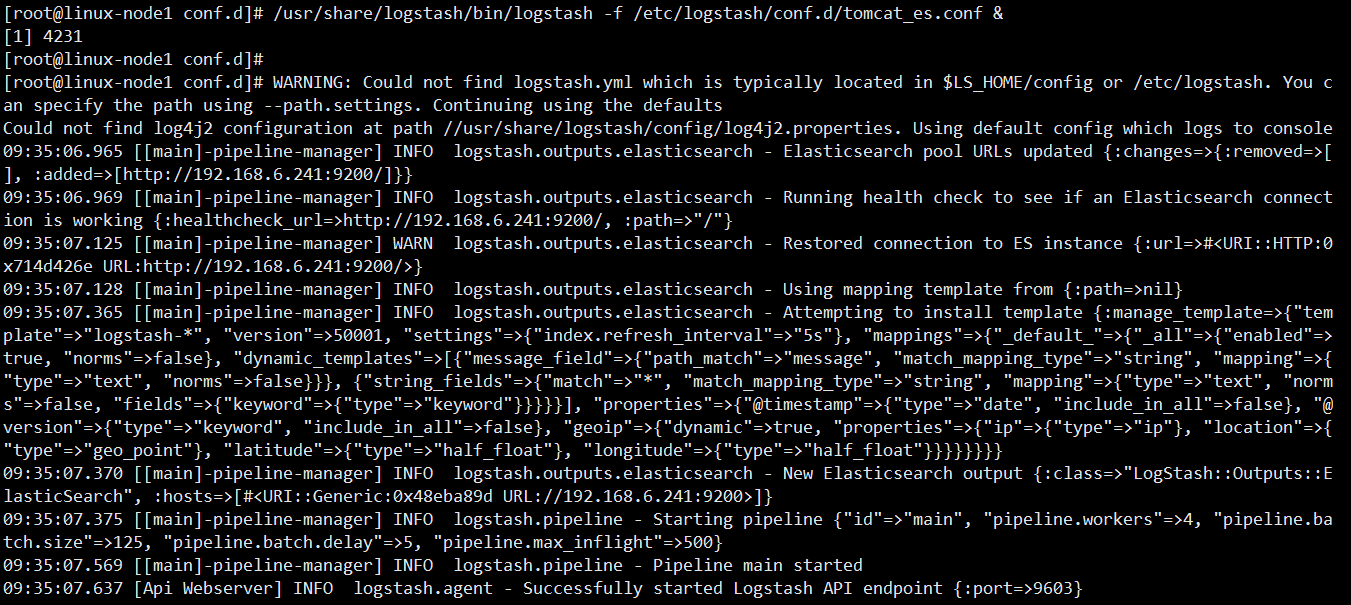 [root@linux-node1 conf.d]# /usr/share/logstash/bin/logstash -f /etc/logstash/conf.d/tomcat_es.conf &
[1] 4231
[root@linux-node1 conf.d]#
[root@linux-node1 conf.d]# WARNING: Could not find logstash.yml which is typically located in $LS_HOME/config or /etc/logstash. You c
an specify the path using --path.settings. Continuing using the defaults
Could not find log4j2 configuration at path //usr/share/logstash/config/log4j2.properties. Using default config which logs to console
09:35:06.965 [[main]-pipeline-manager] INFO  logstash.outputs.elasticsearch - Elasticsearch pool URLs updated {:changes=>{:removed=>[
], :added=>[http://192.168.6.241:9200/]}}
09:35:06.969 [[main]-pipeline-manager] INFO  logstash.outputs.elasticsearch - Running health check to see if an Elasticsearch connect
ion is working {:healthcheck_url=>http://192.168.6.241:9200/, :path=>"/"}
09:35:07.125 [[main]-pipeline-manager] WARN  logstash.outputs.elasticsearch - Restored connection to ES instance {:url=>#<URI::HTTP:0
x714d426e URL:http://192.168.6.241:9200/>}
09:35:07.128 [[main]-pipeline-manager] INFO  logstash.outputs.elasticsearch - Using mapping template from {:path=>nil}
09:35:07.365 [[main]-pipeline-manager] INFO  logstash.outputs.elasticsearch - Attempting to install template {:manage_template=>{"tem
plate"=>"logstash-*", "version"=>50001, "settings"=>{"index.refresh_interval"=>"5s"}, "mappings"=>{"_default_"=>{"_all"=>{"enabled"=>
true, "norms"=>false}, "dynamic_templates"=>[{"message_field"=>{"path_match"=>"message", "match_mapping_type"=>"string", "mapping"=>{
"type"=>"text", "norms"=>false}}}, {"string_fields"=>{"match"=>"*", "match_mapping_type"=>"string", "mapping"=>{"type"=>"text", "norm
s"=>false, "fields"=>{"keyword"=>{"type"=>"keyword"}}}}}], "properties"=>{"@timestamp"=>{"type"=>"date", "include_in_all"=>false}, "@
version"=>{"type"=>"keyword", "include_in_all"=>false}, "geoip"=>{"dynamic"=>true, "properties"=>{"ip"=>{"type"=>"ip"}, "location"=>{
"type"=>"geo_point"}, "latitude"=>{"type"=>"half_float"}, "longitude"=>{"type"=>"half_float"}}}}}}}}
09:35:07.370 [[main]-pipeline-manager] INFO  logstash.outputs.elasticsearch - New Elasticsearch output {:class=>"LogStash::Outputs::E
lasticSearch", :hosts=>[#<URI::Generic:0x48eba89d URL://192.168.6.241:9200>]}
09:35:07.375 [[main]-pipeline-manager] INFO  logstash.pipeline - Starting pipeline {"id"=>"main", "pipeline.workers"=>4, "pipeline.ba
tch.size"=>125, "pipeline.batch.delay"=>5, "pipeline.max_inflight"=>500}
09:35:07.569 [[main]-pipeline-manager] INFO  logstash.pipeline - Pipeline main started
09:35:07.637 [Api Webserver] INFO  logstash.agent - Successfully started Logstash API endpoint {:port=>9603}